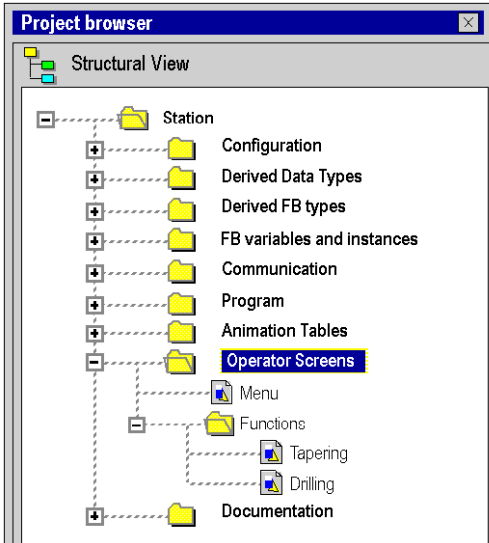 Project browser
Structural View
Station
Configuration
Derived Data Types
Derived FB types
FB variables and instances
Communication
Program
Animation Tables
Operator Screens
Menu
Functions
Tapering
Drilling
Documentation